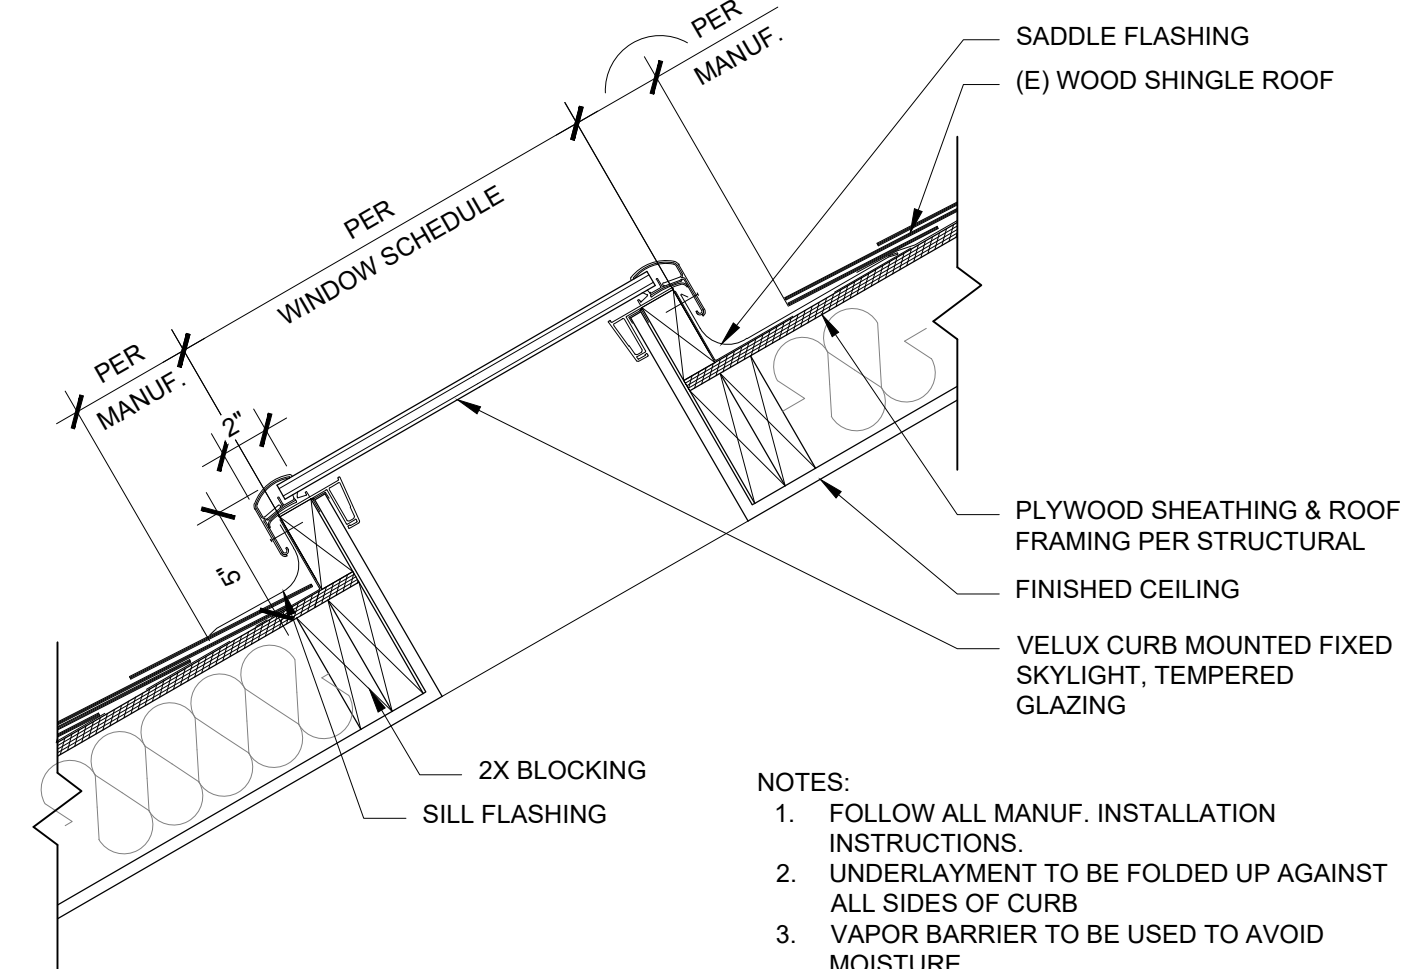 PER
MANUF.
SADDLE FLASHING
(E) WOOD SHINGLE ROOF
PER
WINDOW SCHEDULE
PER
MANUF.
2"
5"
PLYWOOD SHEATHING & ROOF
FRAMING PER STRUCTURAL
FINISHED CEILING
VELUX CURB MOUNTED FIXED
SKYLIGHT, TEMPERED
GLAZING
2X BLOCKING
SILL FLASHING
NOTES:
1. FOLLOW ALL MANUF. INSTALLATION
INSTRUCTIONS.
2. UNDERLAYMENT TO BE FOLDED UP AGAINST
ALL SIDES OF CURB
3. VAPOR BARRIER TO BE USED TO AVOID
MOISTURE